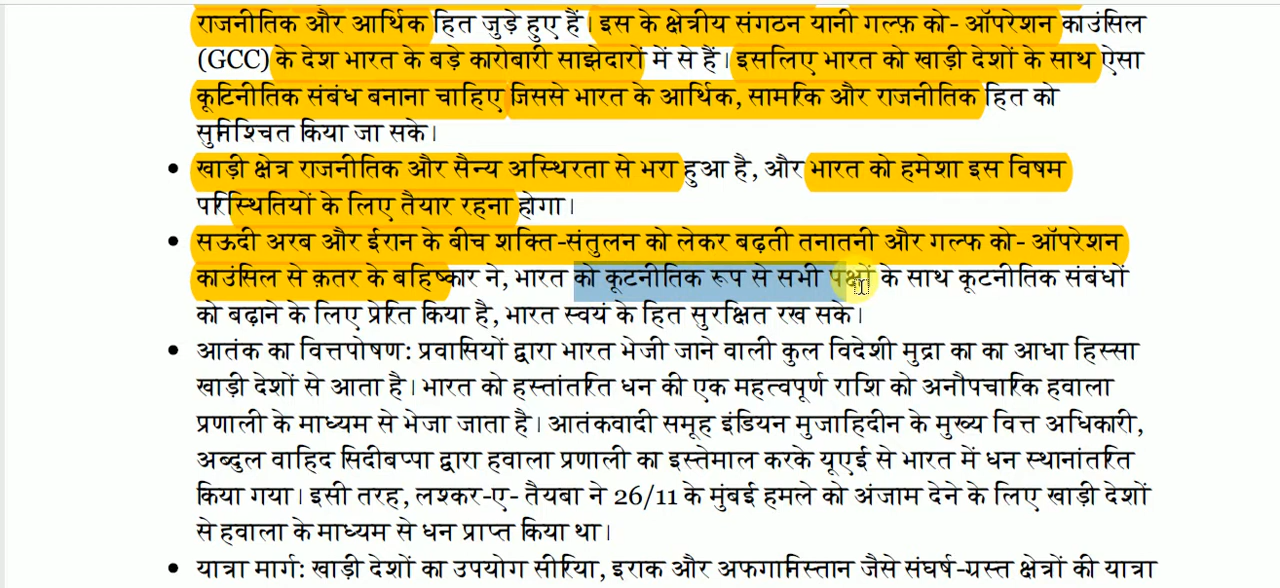 राजनीतिक और आर्थिक हित जुड़े हुए हैं। इस के क्षेत्रीय संगठन यानी गल्फ़ को- ऑपरेशन काउंसिल
(GCC) के देश भारत के बड़े कारोबारी साझेदारों में से हैं। इसलिए भारत को खाड़ी देशों के साथ ऐसा
कूटनीतिक संबंध बनाना चाहिए जिससे भारत के आर्थिक, सामरिक और राजनीतिक हित को
सुनिश्चित किया जा सके।
• खाड़ी क्षेत्र राजनीतिक और सैन्य अस्थिरता से भरा हुआ है, और भारत को हमेशा इस विषम
परिस्थितियों के लिए तैयार रहना होगा।
• सऊदी अरब और ईरान के बीच शक्ति-संतुलन को लेकर बढ़ती तनातनी और गल्फ को- ऑपरेशन
काउंसिल से क़तर के बहिष्कार ने, भारत को कूटनीतिक रूप से सभी पक्षों के साथ कूटनीतिक संबंधों
को बढ़ाने के लिए प्रेरित किया है, भारत स्वयं के हित सुरक्षित रख सके।
• आतंक का वित्तपोषण: प्रवासियों द्वारा भारत भेजी जाने वाली कुल विदेशी मुद्रा का का आधा हिस्सा
खाड़ी देशों से आता है। भारत को हस्तांतरित धन की एक महत्वपूर्ण राशि को अनौपचारिक हवाला
प्रणाली के माध्यम से भेजा जाता है। आतंकवादी समूह इंडियन मुजाहिदीन के मुख्य वित्त अधिकारी,
अब्दुल वाहिद सिदीबप्पा द्वारा हवाला प्रणाली का इस्तेमाल करके यूएई से भारत में धन स्थानांतरित
किया गया। इसी तरह, लश्कर-ए- तैयबा ने 26/11 के मुंबई हमले को अंजाम देने के लिए खाड़ी देशों
से हवाला के माध्यम से धन प्राप्त किया था।
• यात्रा मार्ग: खाड़ी देशों का उपयोग सीरिया, इराक और अफगानिस्तान जैसे संघर्ष-ग्रस्त क्षेत्रों की यात्रा